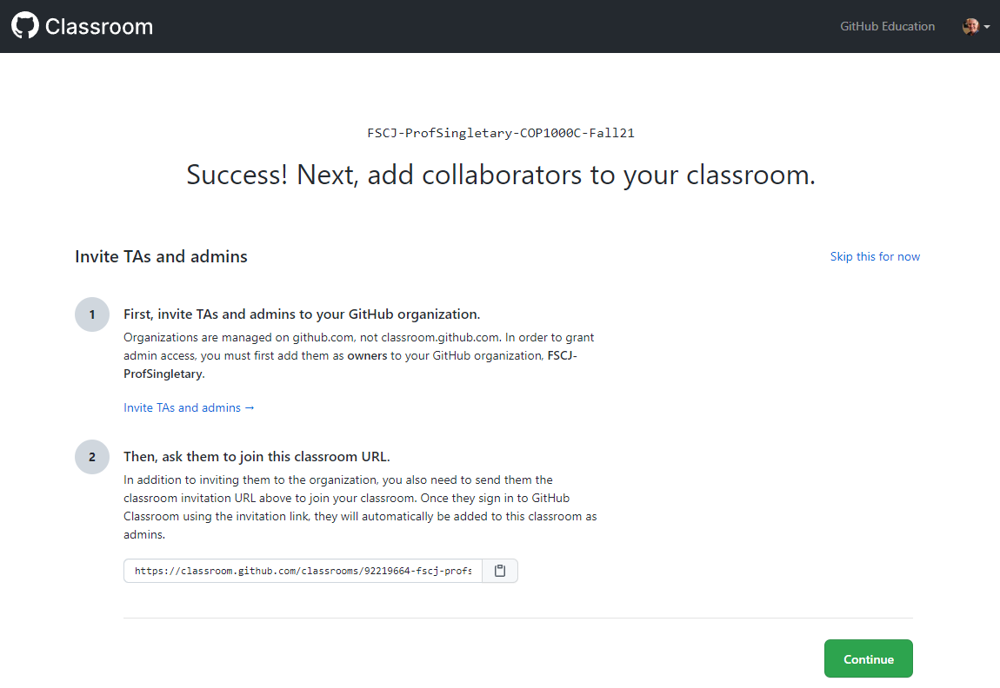 Classroom
GitHub Education
FSCJ-ProfSingletary-COP1000C-Fall21
Success! Next, add collaborators to your classroom.
Invite TAs and admins
Skip this for now
1
First, invite TAs and admins to your GitHub organization.
Organizations are managed on github.com, not classroom.github.com. In order to grant
admin access, you must first add them as owners to your GitHub organization, FSCJ-
ProfSingletary.
Invite TAs and admins →
2
Then, ask them to join this classroom URL.
In addition to inviting them to the organization, you also need to send them the
classroom invitation URL above to join your classroom. Once they sign in to GitHub
Classroom using the invitation link, they will automatically be added to this classroom as
admins.
https://classroom.github.com/classrooms/92219664-fscj-profs
Continue